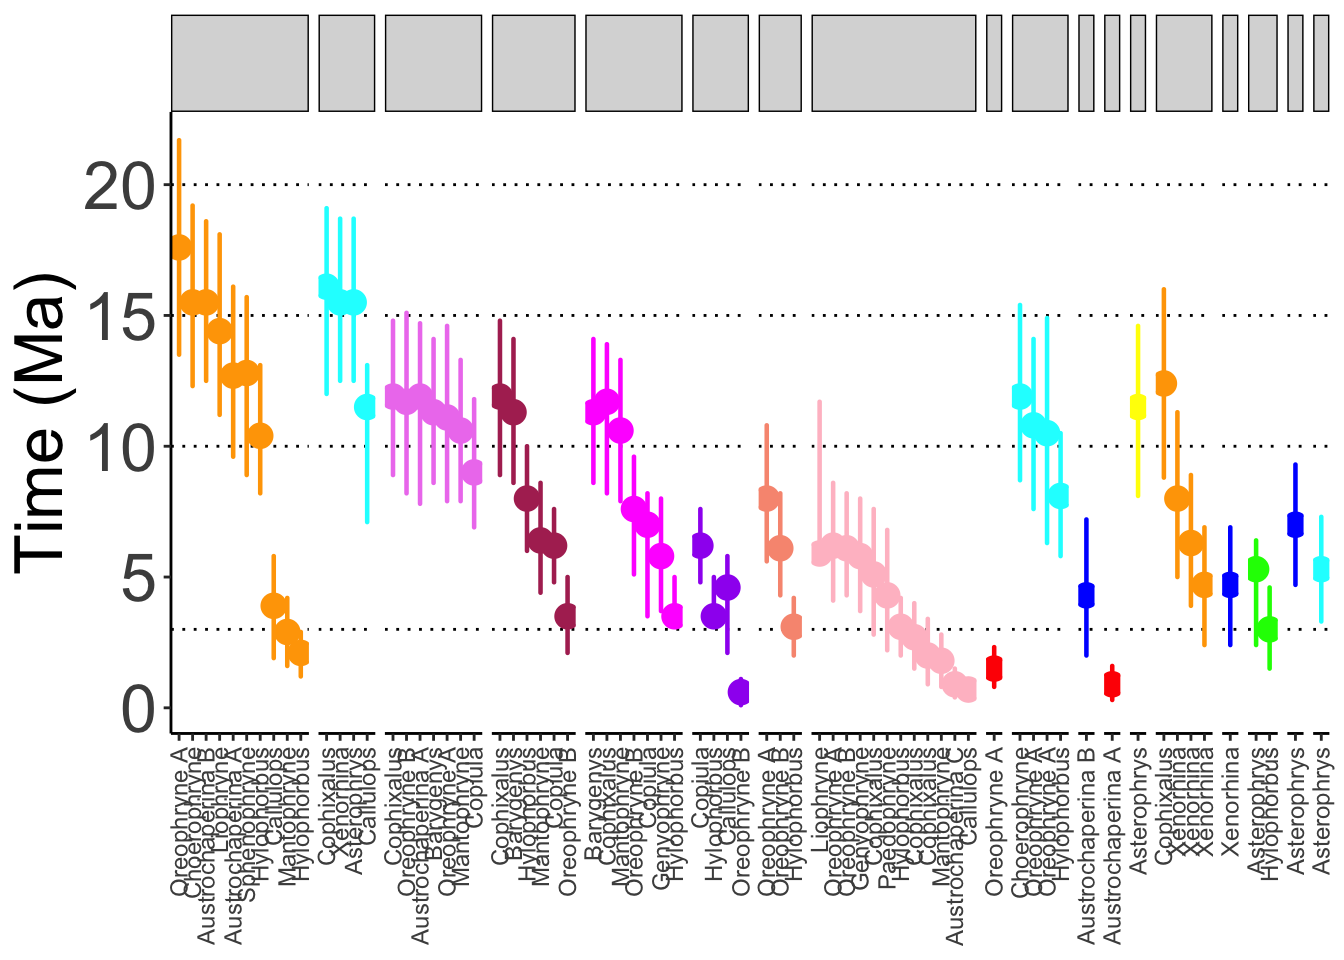 Time (Ma)
20
15
10
5
0
Oreophryne A
Choerophryne
Austrochaperina B
Liophryne
Austrochaperina A
Sphenophryne
Hylophorbus
Callulops
Mantophryne
Hylophorbus
Cophixalus
Xenorhina
Asterophrys
Callulops
Cophixalus
Oreophryne B
Austrochaperina A
Barygenys
Oreophryne A
Mantophryne
Copiula
Cophixalus
Barygenys
Hylophorbus
Mantophryne
Copiula
Oreophryne B
Barygenys
Cophixalus
Mantophryne
Oreophryne B
Copiula
Genyophryne
Hylophorbus
Copiula
Hylophorbus
Callulops
Oreophryne B
Oreophryne A
Oreophryne B
Hylophorbus
Liophryne
Oreophryne A
Oreophryne B
Genyophryne
Cophixalus
Paedophryne
Hylophorbus
Cophixalus
Cophixalus
Mantophryne
Austrochaperina C
Callulops
Oreophryne A
Choerophryne
Oreophryne A
Oreophryne A
Hylophorbus
Austrochaperina B
Austrochaperina A
Asterophrys
Cophixalus
Xenorhina
Xenorhina
Xenorhina
Xenorhina
Asterophrys
Hylophorbus
Asterophrys
Asterophrys